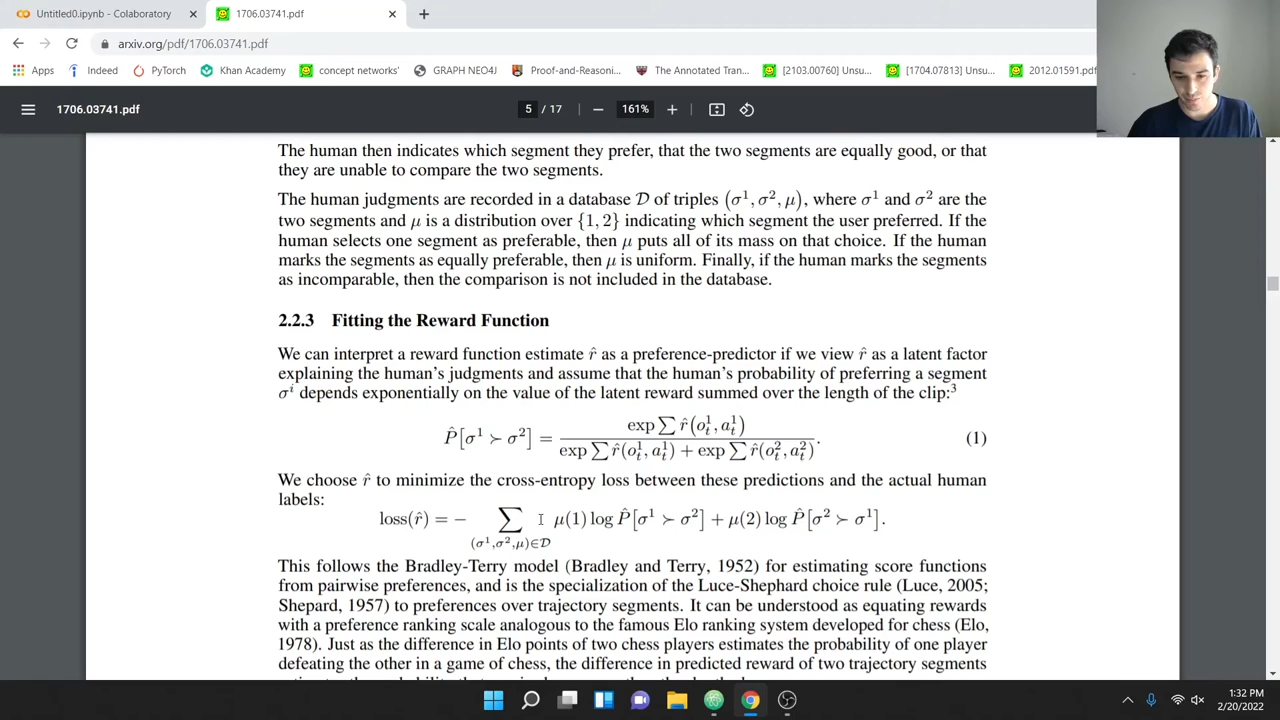 Untitled0.ipynb - Colaboratory
1706.03741.pdf
arxiv.org/pdf/1706.03741.pdf
Apps Indeed PyTorch Khan Academy concept networks' GRAPH NEO4J Proof-and-Reasoni... The Annotated Tran... [2103.00760] Unsu... [1704.07813] Unsu... 2012.01591.pdf
1706.03741.pdf 5 / 17 161%
The human then indicates which segment they prefer, that the two segments are equally good, or that
they are unable to compare the two segments.
The human judgments are recorded in a database D of triples (σ¹, σ², μ), where σ¹ and σ² are the
two segments and μ is a distribution over {1, 2} indicating which segment the user preferred. If the
human selects one segment as preferable, then μ puts all of its mass on that choice. If the human
marks the segments as equally preferable, then μ is uniform. Finally, if the human marks the segments
as incomparable, then the comparison is not included in the database.
2.2.3 Fitting the Reward Function
We can interpret a reward function estimate r̂ as a preference-predictor if we view r̂ as a latent factor
explaining the human's judgments and assume that the human's probability of preferring a segment
σⁱ depends exponentially on the value of the latent reward summed over the length of the clip:³
P̂[σ¹ ≻ σ²] = exp ∑ r̂(o¹ₜ, a¹ₜ) / (exp ∑ r̂(o¹ₜ, a¹ₜ) + exp ∑ r̂(o²ₜ, a²ₜ)). (1)
We choose r̂ to minimize the cross-entropy loss between these predictions and the actual human
labels:
loss(r̂) = − ∑ μ(1) log P̂[σ¹ ≻ σ²] + μ(2) log P̂[σ² ≻ σ¹].
(σ¹,σ²,μ)∈D
This follows the Bradley-Terry model (Bradley and Terry, 1952) for estimating score functions
from pairwise preferences, and is the specialization of the Luce-Shephard choice rule (Luce, 2005;
Shepard, 1957) to preferences over trajectory segments. It can be understood as equating rewards
with a preference ranking scale analogous to the famous Elo ranking system developed for chess (Elo,
1978). Just as the difference in Elo points of two chess players estimates the probability of one player
defeating the other in a game of chess, the difference in predicted reward of two trajectory segments
1:32 PM
2/20/2022